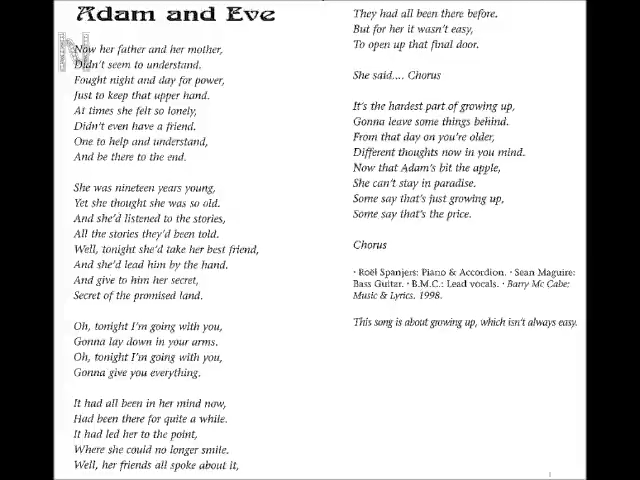 Adam and Eve
Now her father and her mother,
Didn't seem to understand.
Fought night and day for power,
Just to keep that upper hand.
At times she felt so lonely,
Didn't even have a friend.
One to help and understand,
And be there to the end.
She was nineteen years young,
Yet she thought she was so old.
And she'd listened to the stories,
All the stories they'd been told.
Well, tonight she'd take her best friend,
And she'd lead him by the hand.
And give to him her secret,
Secret of the promised land.
Oh, tonight I'm going with you,
Gonna lay down in your arms.
Oh, tonight I'm going with you,
Gonna give you everything.
It had all been in her mind now,
Had been there for quite a while.
It had led her to the point,
Where she could no longer smile.
Well, her friends all spoke about it,
They had all been there before.
But for her it wasn't easy,
To open up that final door.
She said.... Chorus
It's the hardest part of growing up,
Gonna leave some things behind.
From that day on you're older,
Different thoughts now in you mind.
Now that Adam's bit the apple,
She can't stay in paradise.
Some say that's just growing up,
Some say that's the price.
Chorus
· Roël Spanjers: Piano & Accordion. · Sean Maguire:
Bass Guitar. · B.M.C.: Lead vocals. · Barry Mc Cabe:
Music & Lyrics. 1998.
This song is about growing up, which isn't always easy.